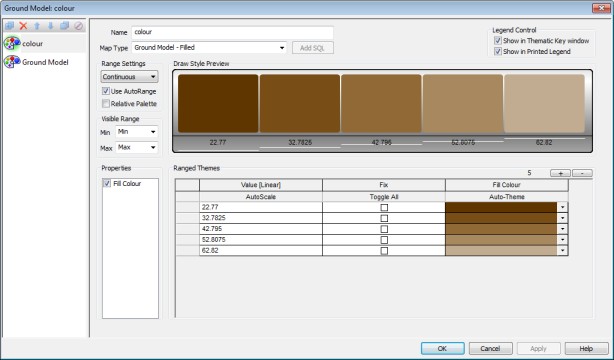 Ground Model: colour
colour
Ground Model
Name colour
Map Type Ground Model - Filled
Add SQL
Legend Control
Show in Thematic Key window
Show in Printed Legend
Range Settings
Continuous
Use AutoRange
Relative Palette
Visible Range
Min Min
Max Max
Draw Style Preview
22.77 32.7825 42.795 52.8075 62.82
Properties
Fill Colour
Ranged Themes
5 + -
Value [Linear] Fix Fill Colour
AutoScale Toggle All Auto-Theme
22.77
32.7825
42.795
52.8075
62.82
OK Cancel Apply Help